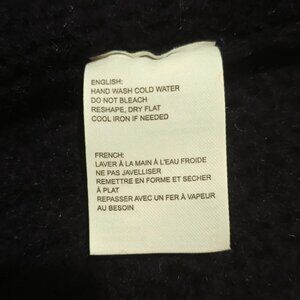 ENGLISH:
HAND WASH COLD WATER
DO NOT BLEACH
RESHAPE, DRY FLAT
COOL IRON IF NEEDED
FRENCH:
LAVER À LA MAIN À L'EAU FROIDE
NE PAS JAVELLISER
REMETTRE EN FORME ET SECHER
À PLAT
REPASSER AVEC UN FER À VAPEUR
AU BESOIN